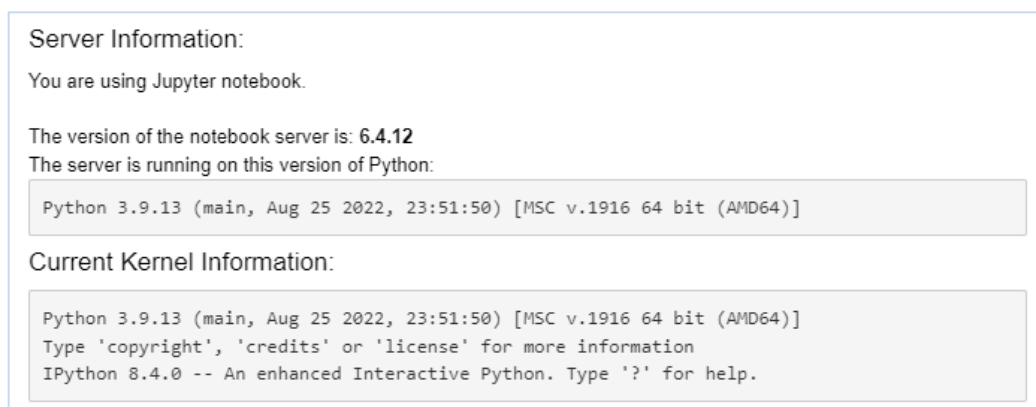 Server Information:
You are using Jupyter notebook.
The version of the notebook server is: 6.4.12
The server is running on this version of Python:
Python 3.9.13 (main, Aug 25 2022, 23:51:50) [MSC v.1916 64 bit (AMD64)]
Current Kernel Information:
Python 3.9.13 (main, Aug 25 2022, 23:51:50) [MSC v.1916 64 bit (AMD64)]
Type 'copyright', 'credits' or 'license' for more information
IPython 8.4.0 -- An enhanced Interactive Python. Type '?' for help.